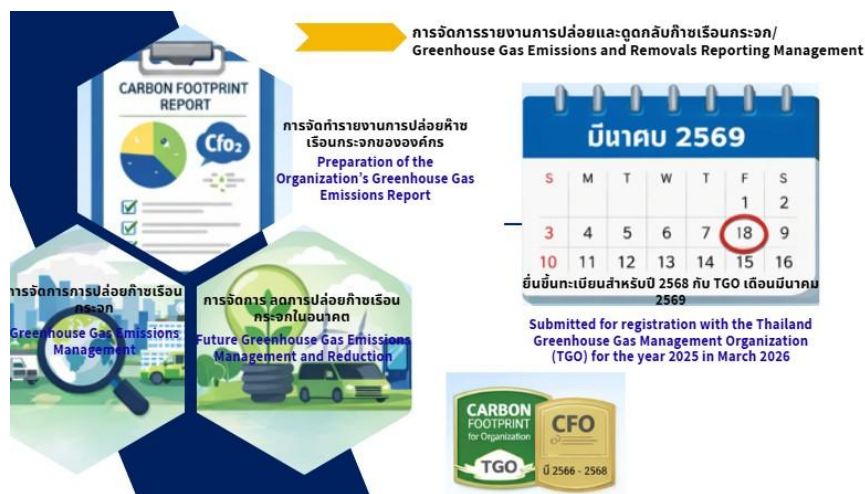 การจัดการรายงานการปล่อยและดูดกลับก๊าซเรือนกระจก/
Greenhouse Gas Emissions and Removals Reporting Management
CARBON FOOTPRINT
REPORT
Cfo₂
การจัดทำรายงานการปล่อยห๊าซ
เรือนกระจกขององค์กร
Preparation of the
Organization's Greenhouse Gas
Emissions Report
มีนาคบ 2569
S M T W T F S
1 2
3 4 5 6 7 18 9
10 11 12 13 14 15 16
ยื่นขึ้นทะเบียนสำหรับปี 2568 กับ TGO เดือนมีนาคม
2569
Submitted for registration with the Thailand
Greenhouse Gas Management Organization
(TGO) for the year 2025 in March 2026
การจัดการการปล่อยก๊าซเรือน
กระจก
Greenhouse Gas Emissions
Management
การจัดการ ลดการปล่อยก๊าซเรือน
กระจกในอนาคต
Future Greenhouse Gas Emissions
Management and Reduction
CARBON
FOOTPRINT
for Organization
TGO
CFO
ปี 2566 - 2568